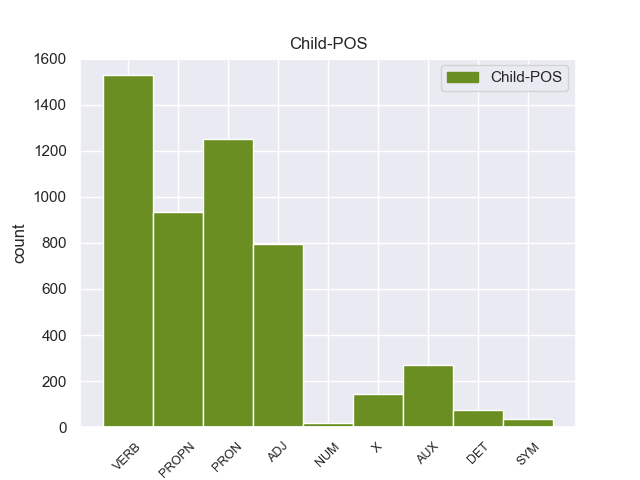 Child-POS
Child-POS
count
1600
1400
1200
1000
800
600
400
200
0
VERB
PROPN
PRON
ADJ
NUM
X
AUX
DET
SYM